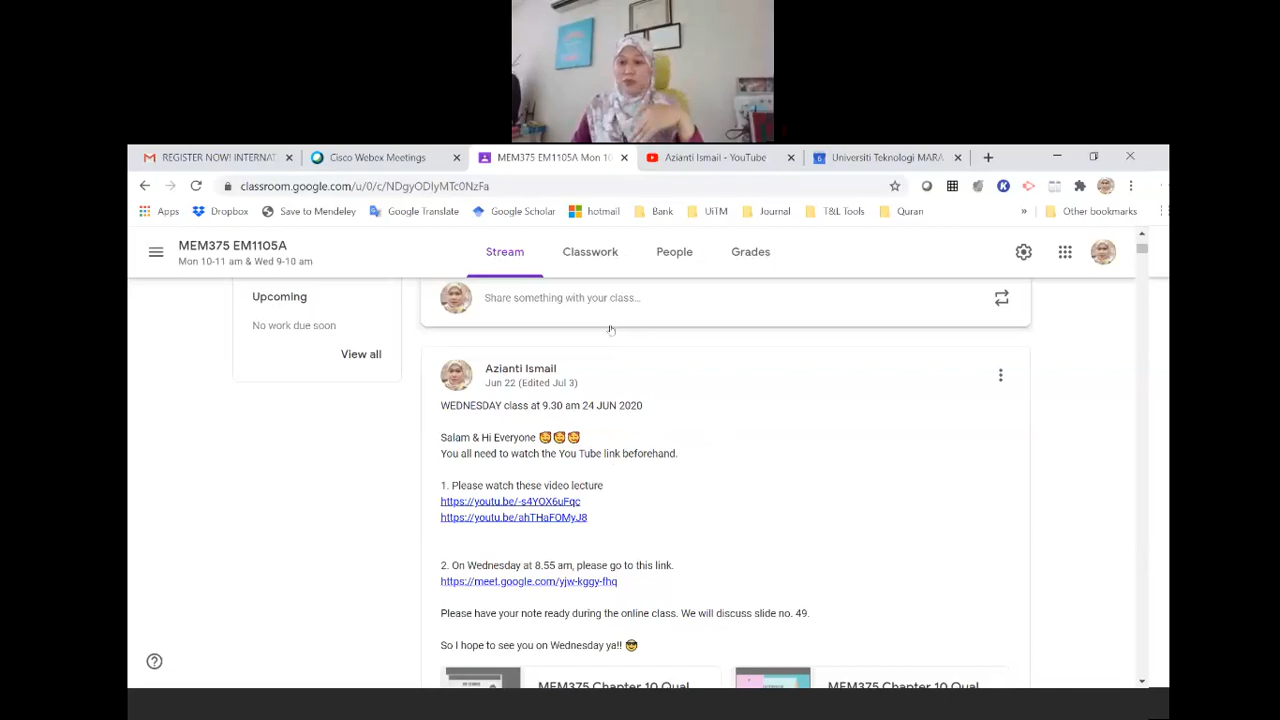 REGISTER NOW! INTERNAT
Cisco Webex Meetings
MEM375 EM1105A Mon 10
Azianti Ismail - YouTube
Universiti Teknologi MARA
classroom.google.com/u/0/c/NDgyODIyMTc0NzFa
Apps
Dropbox
Save to Mendeley
Google Translate
Google Scholar
hotmail
Bank
UiTM
Journal
T&L Tools
Quran
»
Other bookmarks
MEM375 EM1105A
Mon 10-11 am & Wed 9-10 am
Stream
Classwork
People
Grades
Upcoming
No work due soon
View all
Share something with your class...
Azianti Ismail
Jun 22 (Edited Jul 3)
WEDNESDAY class at 9.30 am 24 JUN 2020
Salam & Hi Everyone 🥰🥰🥰
You all need to watch the You Tube link beforehand.
1. Please watch these video lecture
https://youtu.be/-s4YOX6uFqc
https://youtu.be/ahTHaFOMyJ8
2. On Wednesday at 8.55 am, please go to this link.
https://meet.google.com/yjw-kggy-fhq
Please have your note ready during the online class. We will discuss slide no. 49.
So I hope to see you on Wednesday ya!! 😎
MEM375 Chapter 10 Qual
MEM375 Chapter 10 Qual